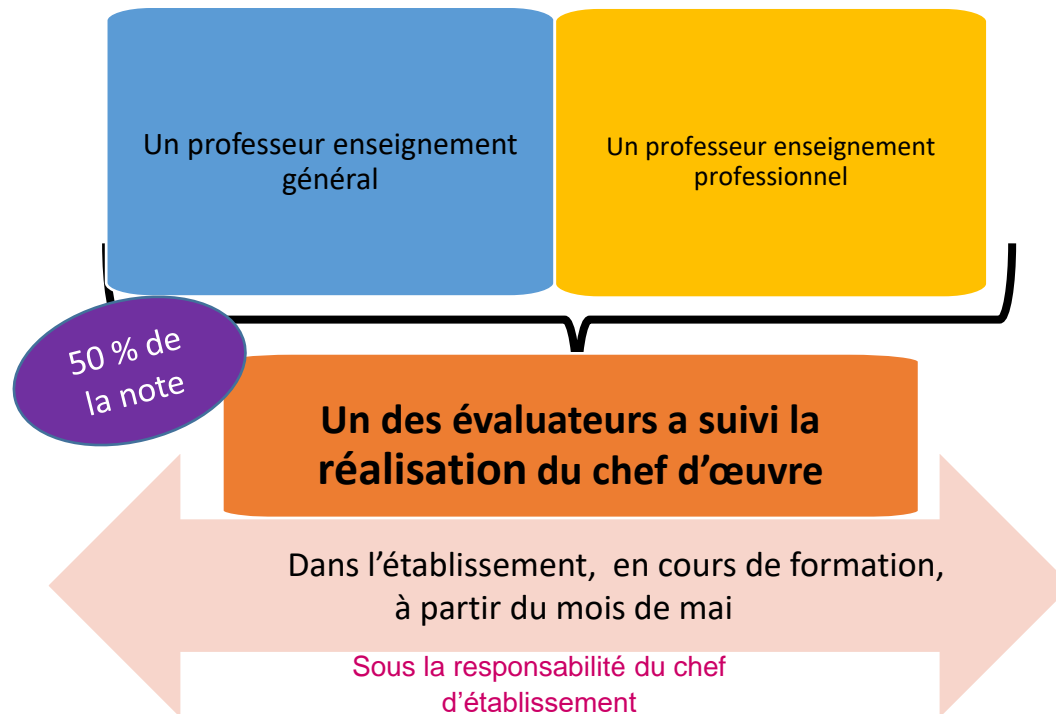 Un professeur enseignement
général
Un professeur enseignement
professionnel
50 % de
la note
Un des évaluateurs a suivi la
réalisation du chef d’œuvre
Dans l’établissement, en cours de formation,
à partir du mois de mai
Sous la responsabilité du chef
d’établissement